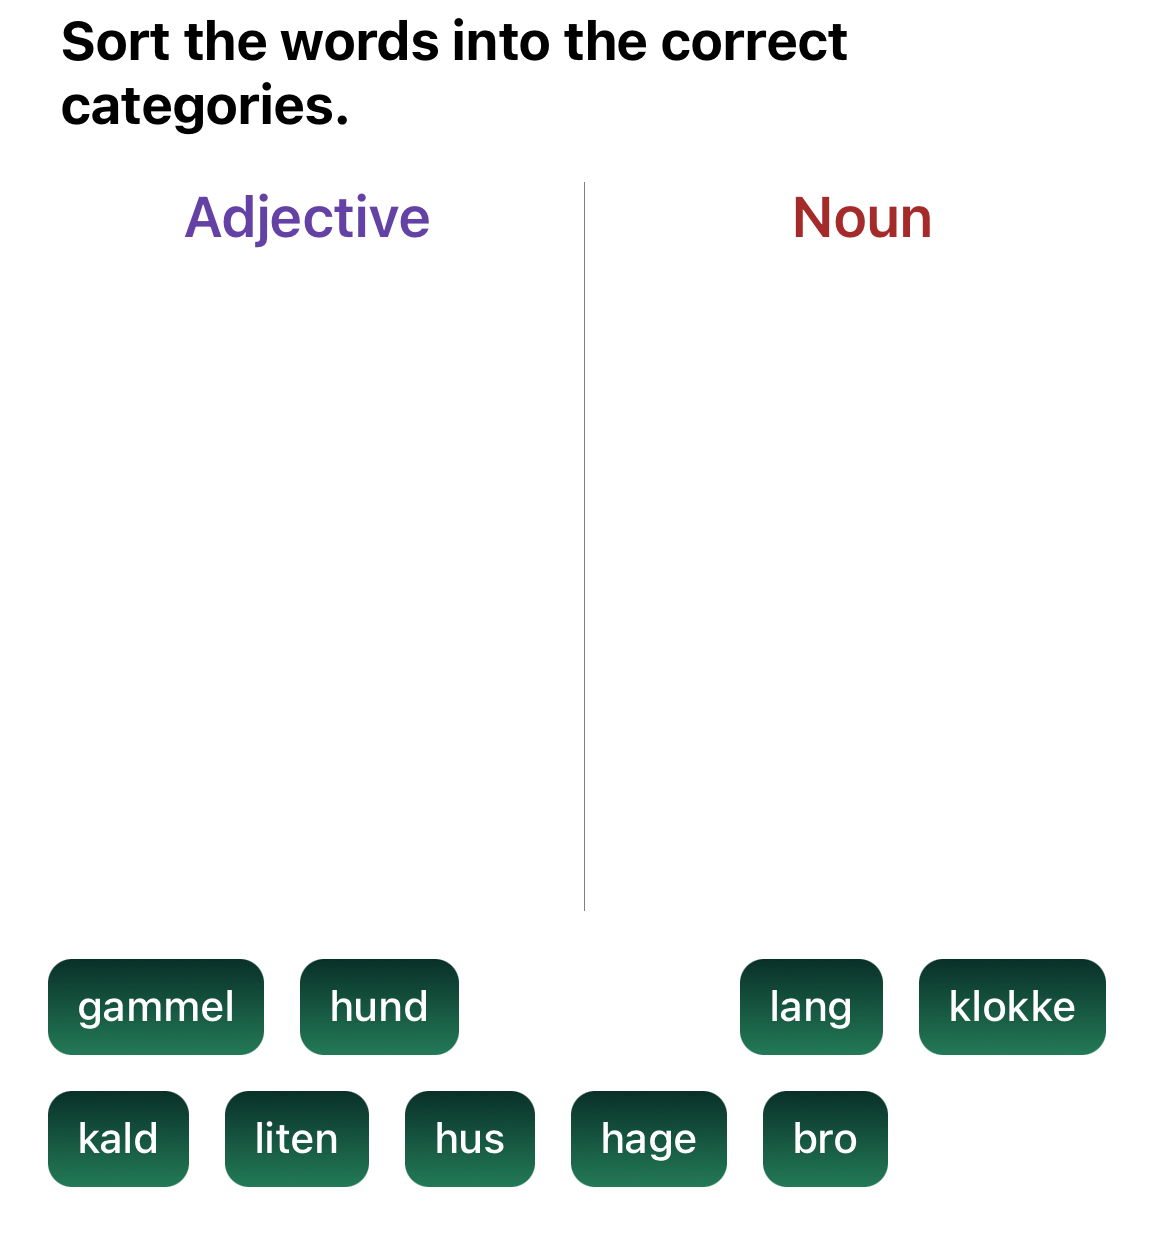 Sort the words into the correct
categories.
Adjective Noun
gammel hund lang klokke
kald liten hus hage bro